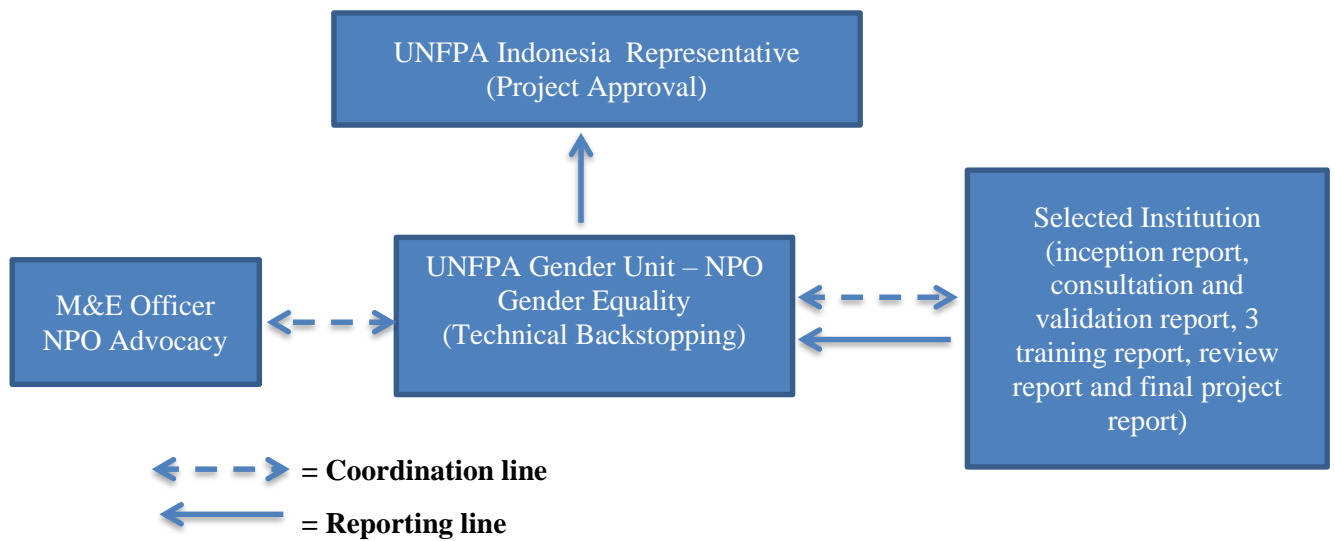 UNFPA Indonesia Representative
(Project Approval)
UNFPA Gender Unit – NPO
Gender Equality
(Technical Backstopping)
M&E Officer
NPO Advocacy
Selected Institution
(inception report,
consultation and
validation report, 3
training report, review
report and final project
report)
= Coordination line
= Reporting line